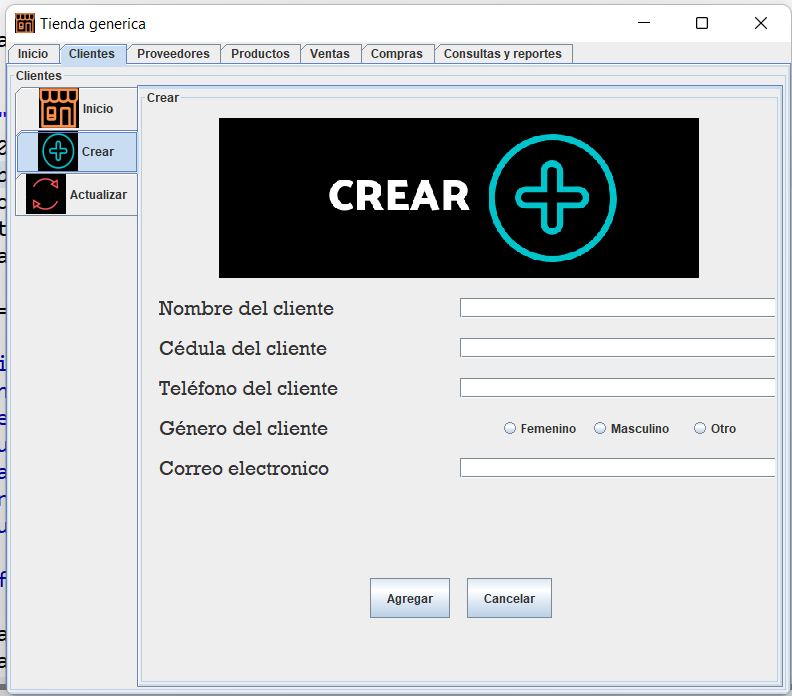 Tienda generica
Inicio Clientes Proveedores Productos Ventas Compras Consultas y reportes
Clientes
Inicio
Crear
Actualizar
Crear
CREAR
Nombre del cliente
Cédula del cliente
Teléfono del cliente
Género del cliente Femenino Masculino Otro
Correo electronico
Agregar Cancelar